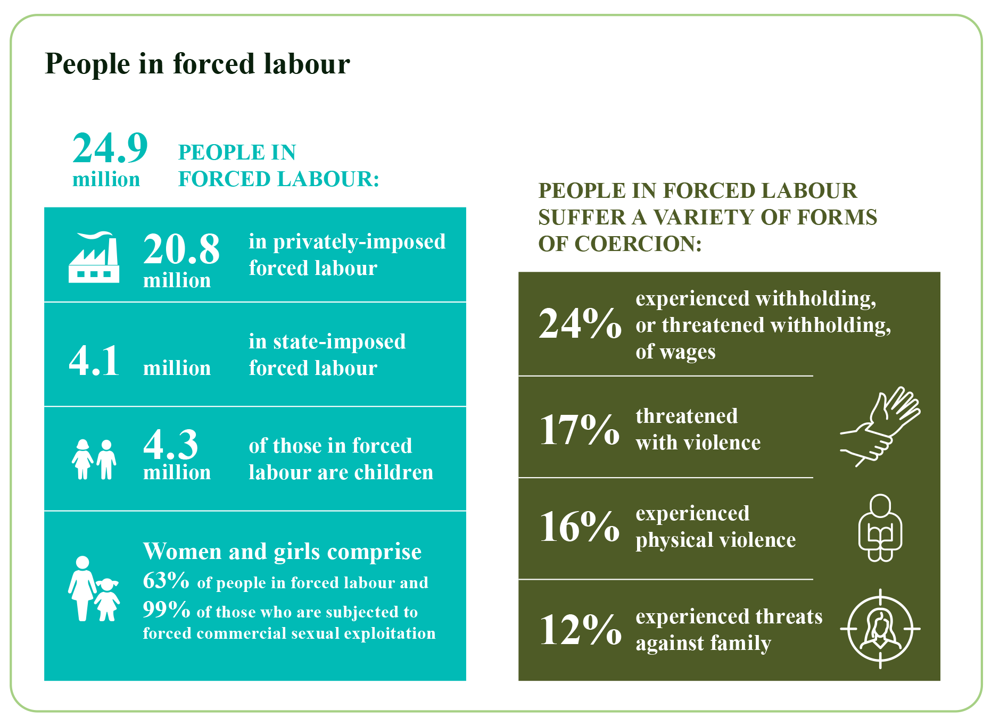 People in forced labour
24.9
million
PEOPLE IN
FORCED LABOUR:
20.8
million
in privately-imposed
forced labour
4.1 million
in state-imposed
forced labour
4.3
million
of those in forced
labour are children
Women and girls comprise
63% of people in forced labour and
99% of those who are subjected to
forced commercial sexual exploitation
PEOPLE IN FORCED LABOUR
SUFFER A VARIETY OF FORMS
OF COERCION:
24%
experienced withholding,
or threatened withholding,
of wages
17%
threatened
with violence
16%
experienced
physical violence
12%
experienced threats
against family